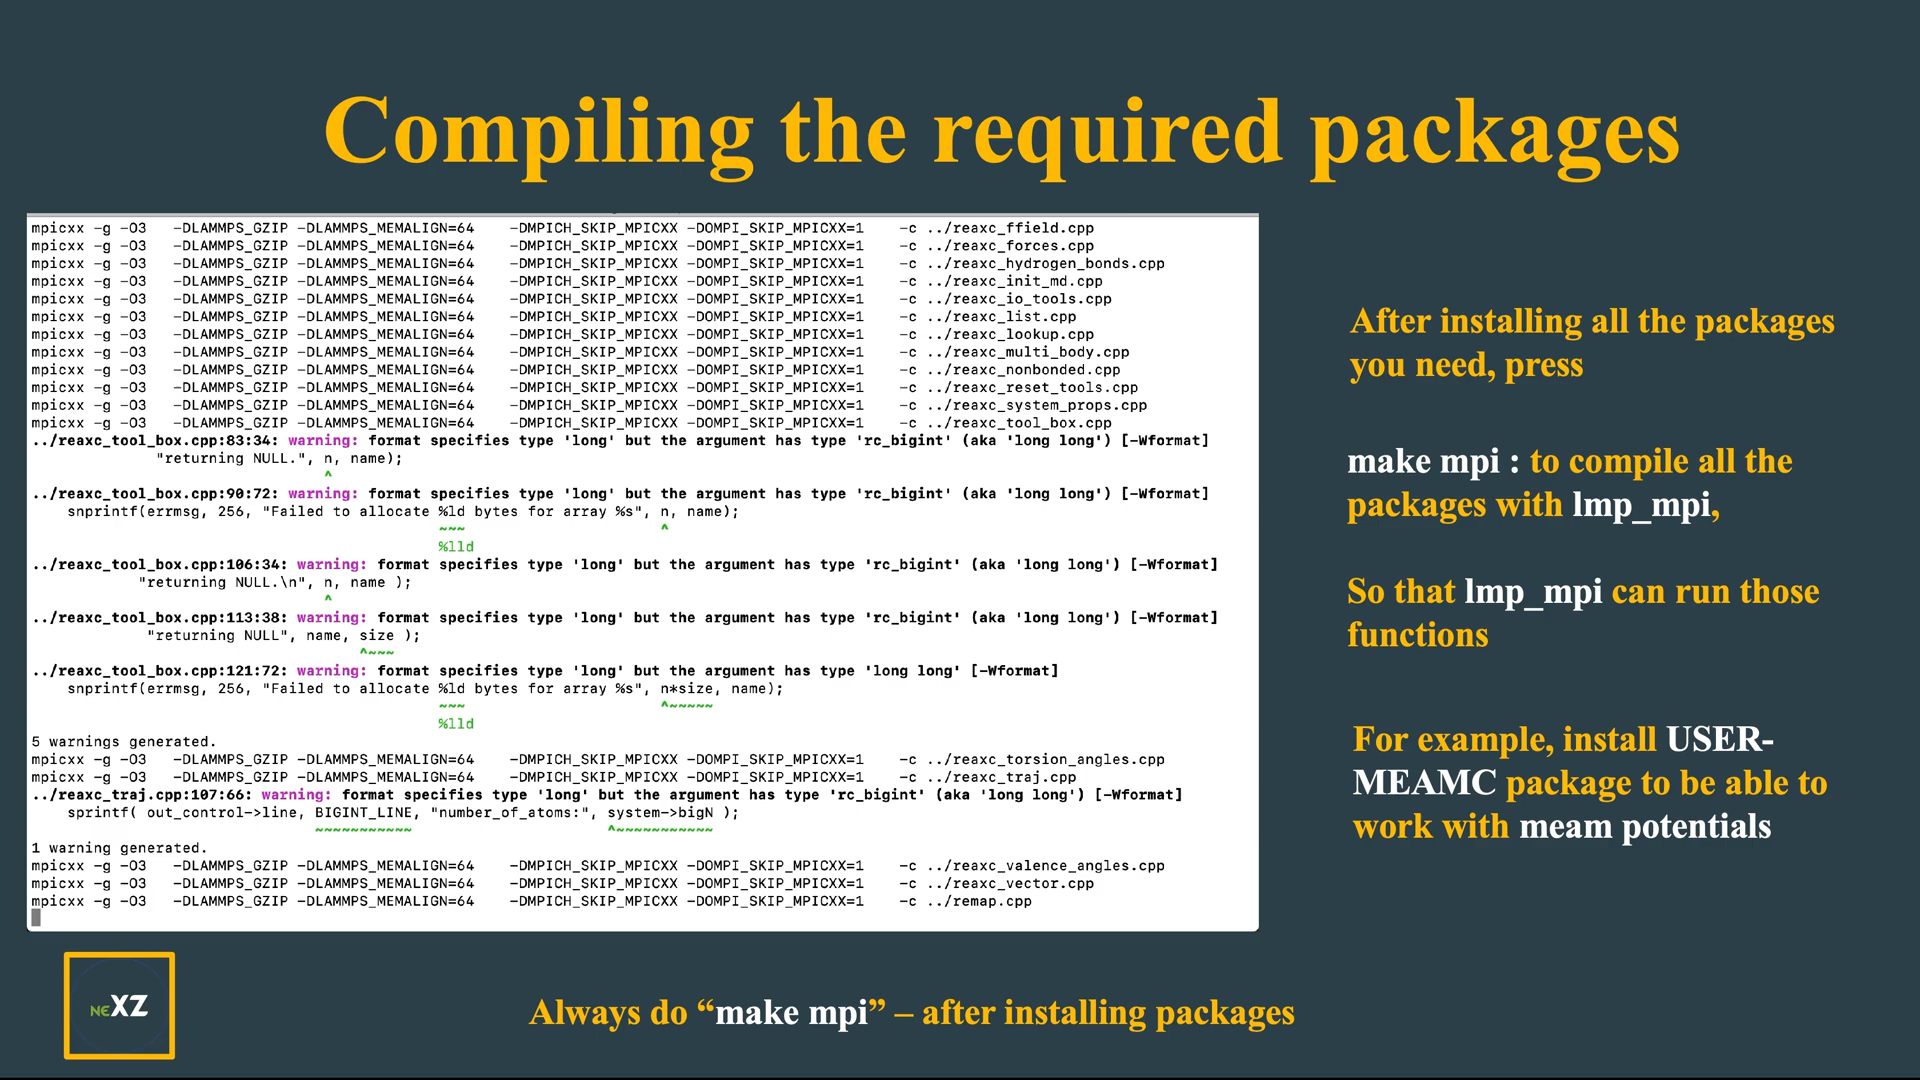 Compiling the required packages
mpicxx -g -O3   -DLAMMPS_GZIP -DLAMMPS_MEMALIGN=64    -DMPICH_SKIP_MPICXX -DOMPI_SKIP_MPICXX=1    -c ../reaxc_ffield.cpp
mpicxx -g -O3   -DLAMMPS_GZIP -DLAMMPS_MEMALIGN=64    -DMPICH_SKIP_MPICXX -DOMPI_SKIP_MPICXX=1    -c ../reaxc_forces.cpp
mpicxx -g -O3   -DLAMMPS_GZIP -DLAMMPS_MEMALIGN=64    -DMPICH_SKIP_MPICXX -DOMPI_SKIP_MPICXX=1    -c ../reaxc_hydrogen_bonds.cpp
mpicxx -g -O3   -DLAMMPS_GZIP -DLAMMPS_MEMALIGN=64    -DMPICH_SKIP_MPICXX -DOMPI_SKIP_MPICXX=1    -c ../reaxc_init_md.cpp
mpicxx -g -O3   -DLAMMPS_GZIP -DLAMMPS_MEMALIGN=64    -DMPICH_SKIP_MPICXX -DOMPI_SKIP_MPICXX=1    -c ../reaxc_io_tools.cpp
mpicxx -g -O3   -DLAMMPS_GZIP -DLAMMPS_MEMALIGN=64    -DMPICH_SKIP_MPICXX -DOMPI_SKIP_MPICXX=1    -c ../reaxc_list.cpp
mpicxx -g -O3   -DLAMMPS_GZIP -DLAMMPS_MEMALIGN=64    -DMPICH_SKIP_MPICXX -DOMPI_SKIP_MPICXX=1    -c ../reaxc_lookup.cpp
mpicxx -g -O3   -DLAMMPS_GZIP -DLAMMPS_MEMALIGN=64    -DMPICH_SKIP_MPICXX -DOMPI_SKIP_MPICXX=1    -c ../reaxc_multi_body.cpp
mpicxx -g -O3   -DLAMMPS_GZIP -DLAMMPS_MEMALIGN=64    -DMPICH_SKIP_MPICXX -DOMPI_SKIP_MPICXX=1    -c ../reaxc_nonbonded.cpp
mpicxx -g -O3   -DLAMMPS_GZIP -DLAMMPS_MEMALIGN=64    -DMPICH_SKIP_MPICXX -DOMPI_SKIP_MPICXX=1    -c ../reaxc_reset_tools.cpp
mpicxx -g -O3   -DLAMMPS_GZIP -DLAMMPS_MEMALIGN=64    -DMPICH_SKIP_MPICXX -DOMPI_SKIP_MPICXX=1    -c ../reaxc_system_props.cpp
mpicxx -g -O3   -DLAMMPS_GZIP -DLAMMPS_MEMALIGN=64    -DMPICH_SKIP_MPICXX -DOMPI_SKIP_MPICXX=1    -c ../reaxc_tool_box.cpp
../reaxc_tool_box.cpp:83:34: warning: format specifies type 'long' but the argument has type 'rc_bigint' (aka 'long long') [-Wformat]
"returning NULL.", n, name);
^
../reaxc_tool_box.cpp:90:72: warning: format specifies type 'long' but the argument has type 'rc_bigint' (aka 'long long') [-Wformat]
snprintf(errmsg, 256, "Failed to allocate %ld bytes for array %s", n, name);
~~~ ^
%lld
../reaxc_tool_box.cpp:106:34: warning: format specifies type 'long' but the argument has type 'rc_bigint' (aka 'long long') [-Wformat]
"returning NULL.\n", n, name );
^
../reaxc_tool_box.cpp:113:38: warning: format specifies type 'long' but the argument has type 'rc_bigint' (aka 'long long') [-Wformat]
"returning NULL", name, size );
^~~~
../reaxc_tool_box.cpp:121:72: warning: format specifies type 'long' but the argument has type 'long long' [-Wformat]
snprintf(errmsg, 256, "Failed to allocate %ld bytes for array %s", n*size, name);
~~~ ^~~~~~
%lld
5 warnings generated.
mpicxx -g -O3   -DLAMMPS_GZIP -DLAMMPS_MEMALIGN=64    -DMPICH_SKIP_MPICXX -DOMPI_SKIP_MPICXX=1    -c ../reaxc_torsion_angles.cpp
mpicxx -g -O3   -DLAMMPS_GZIP -DLAMMPS_MEMALIGN=64    -DMPICH_SKIP_MPICXX -DOMPI_SKIP_MPICXX=1    -c ../reaxc_traj.cpp
../reaxc_traj.cpp:107:66: warning: format specifies type 'long' but the argument has type 'rc_bigint' (aka 'long long') [-Wformat]
sprintf( out_control->line, BIGINT_LINE, "number_of_atoms:", system->bigN );
~~~~~~~~~~~ ^~~~~~~~~~~~
1 warning generated.
mpicxx -g -O3   -DLAMMPS_GZIP -DLAMMPS_MEMALIGN=64    -DMPICH_SKIP_MPICXX -DOMPI_SKIP_MPICXX=1    -c ../reaxc_valence_angles.cpp
mpicxx -g -O3   -DLAMMPS_GZIP -DLAMMPS_MEMALIGN=64    -DMPICH_SKIP_MPICXX -DOMPI_SKIP_MPICXX=1    -c ../reaxc_vector.cpp
mpicxx -g -O3   -DLAMMPS_GZIP -DLAMMPS_MEMALIGN=64    -DMPICH_SKIP_MPICXX -DOMPI_SKIP_MPICXX=1    -c ../remap.cpp
After installing all the packages
you need, press
make mpi : to compile all the
packages with lmp_mpi,
So that lmp_mpi can run those
functions
For example, install USER-
MEAMC package to be able to
work with meam potentials
NEXZ
Always do “make mpi” – after installing packages